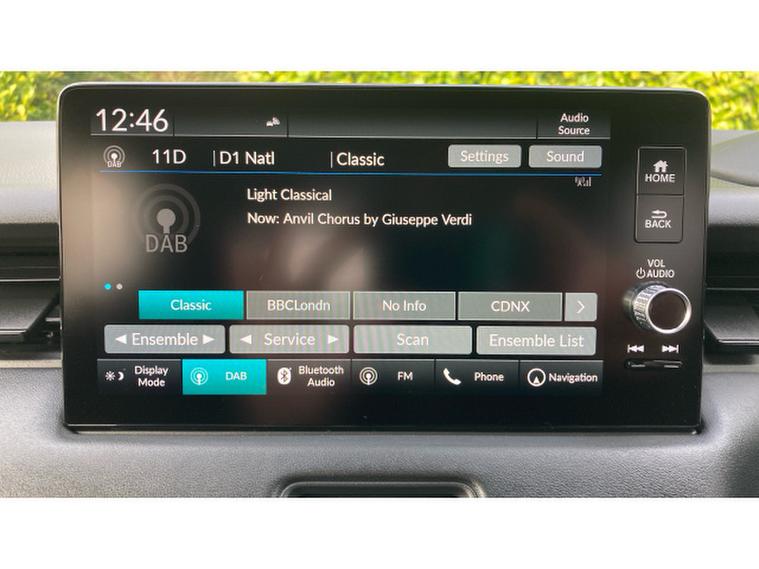 12:46
Audio
Source
DAB
11D
D1 Natl
Classic
Settings
Sound
HOME
Light Classical
Now: Anvil Chorus by Giuseppe Verdi
DAB
BACK
VOL
AUDIO
Classic
BBCLondn
No Info
CDNX
Ensemble
Service
Scan
Ensemble List
Display
Mode
DAB
Bluetooth
Audio
FM
Phone
Navigation